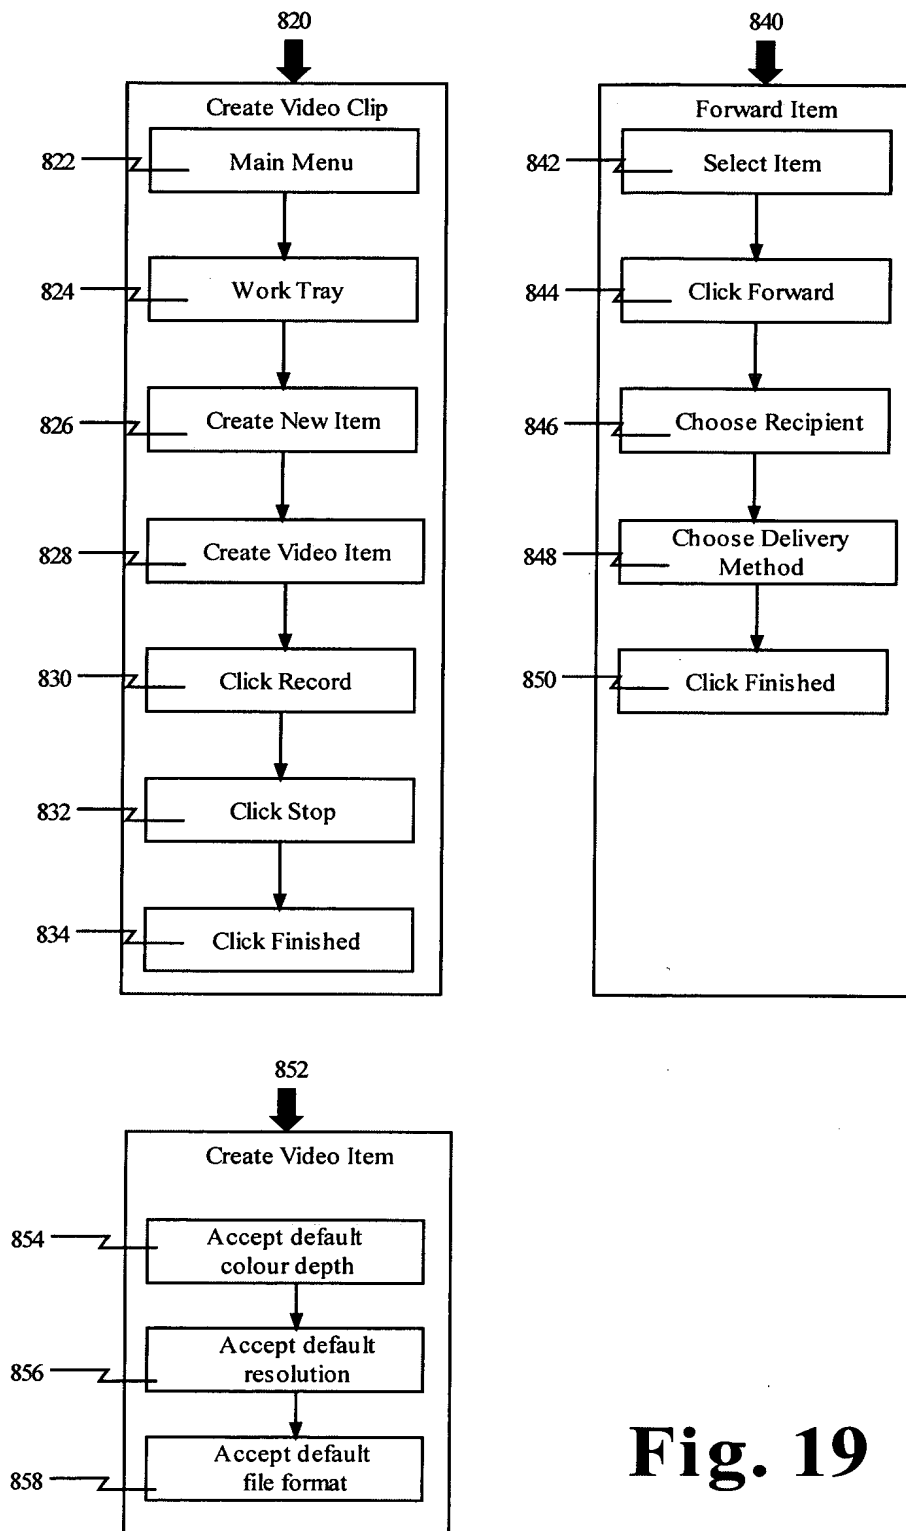 820
Create Video Clip
822
Main Menu
824
Work Tray
826
Create New Item
828
Create Video Item
830
Click Record
832
Click Stop
834
Click Finished
840
Forward Item
842
Select Item
844
Click Forward
846
Choose Recipient
848
Choose Delivery
Method
850
Click Finished
852
Create Video Item
854
Accept default
colour depth
856
Accept default
resolution
858
Accept default
file format
Fig. 19